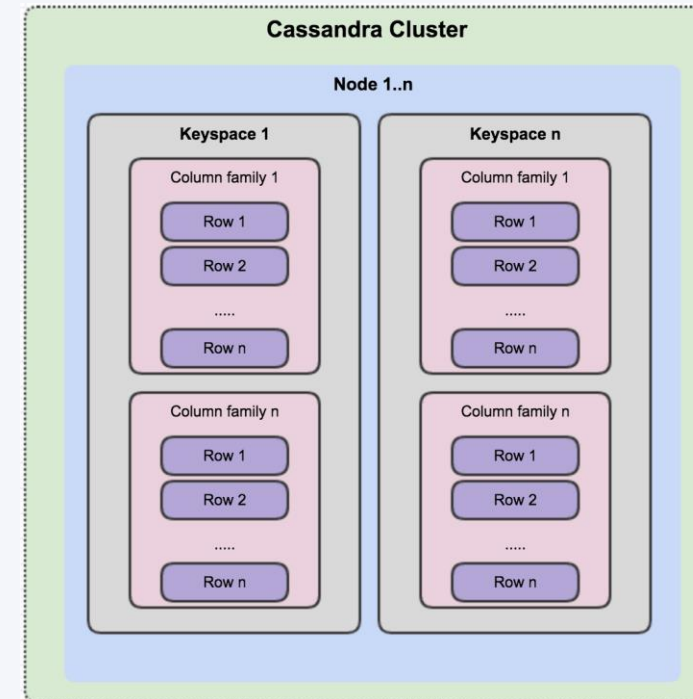 Cassandra Cluster
Node 1..n
Keyspace 1
Column family 1
Row 1
Row 2
.....
Row n
Column family n
Row 1
Row 2
.....
Row n
Keyspace n
Column family 1
Row 1
Row 2
.....
Row n
Column family n
Row 1
Row 2
.....
Row n